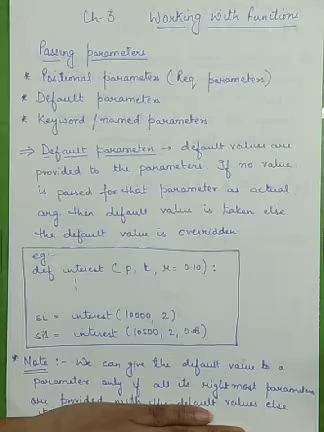 Ch-3 Working with functions
Passing parameters
* Positional parameters (Req parameters)
* Default parameters
* Keyword / named parameters
⇒ Default parameters → default values are
provided to the parameters. If no value
is passed for that parameter as actual
arg then default value is taken else
the default value is overridden
eg:-
def interest (p, t, r=0.10):
⋮
si = interest (10000, 2)
si1 = interest (10500, 2, 0.08)
* Note :- We can give the default value to a
parameter only if all its rightmost parameters
are provided with the default values else